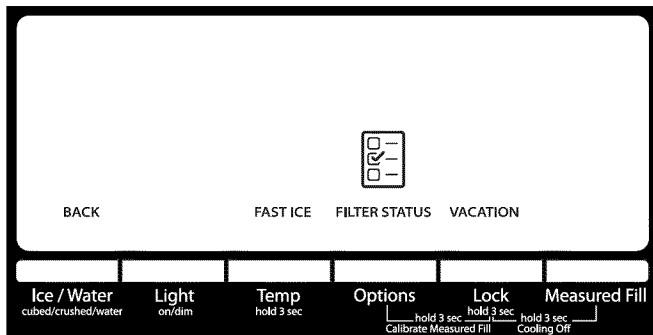 BACK FAST ICE FILTER STATUS VACATION
Ice / Water Light Temp Options Lock Measured Fill
cubed/crushed/water on/dim hold 3 sec hold 3 sec
hold 3 sec hold 3 sec
Calibrate Measured Fill Cooling Off